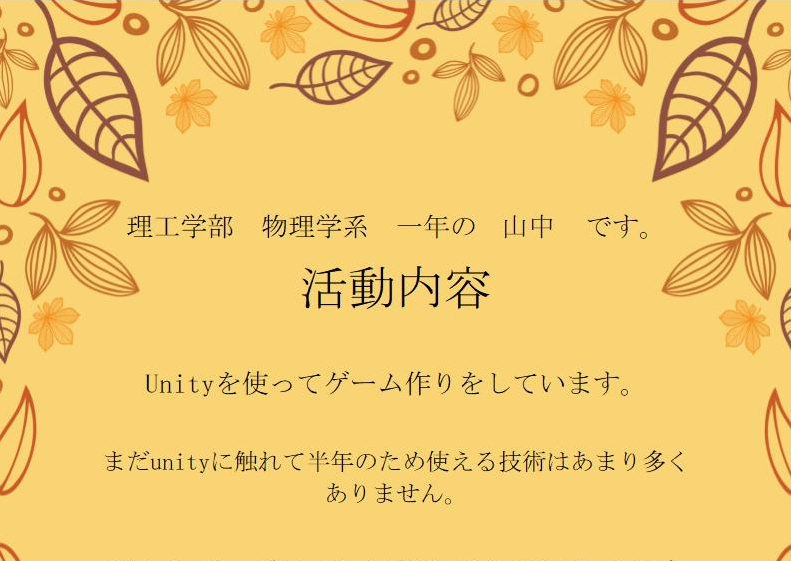 理工学部　物理学系　一年の　山中　です。
活動内容
Unityを使ってゲーム作りをしています。
まだunityに触れて半年のため使える技術はあまり多く
ありません。